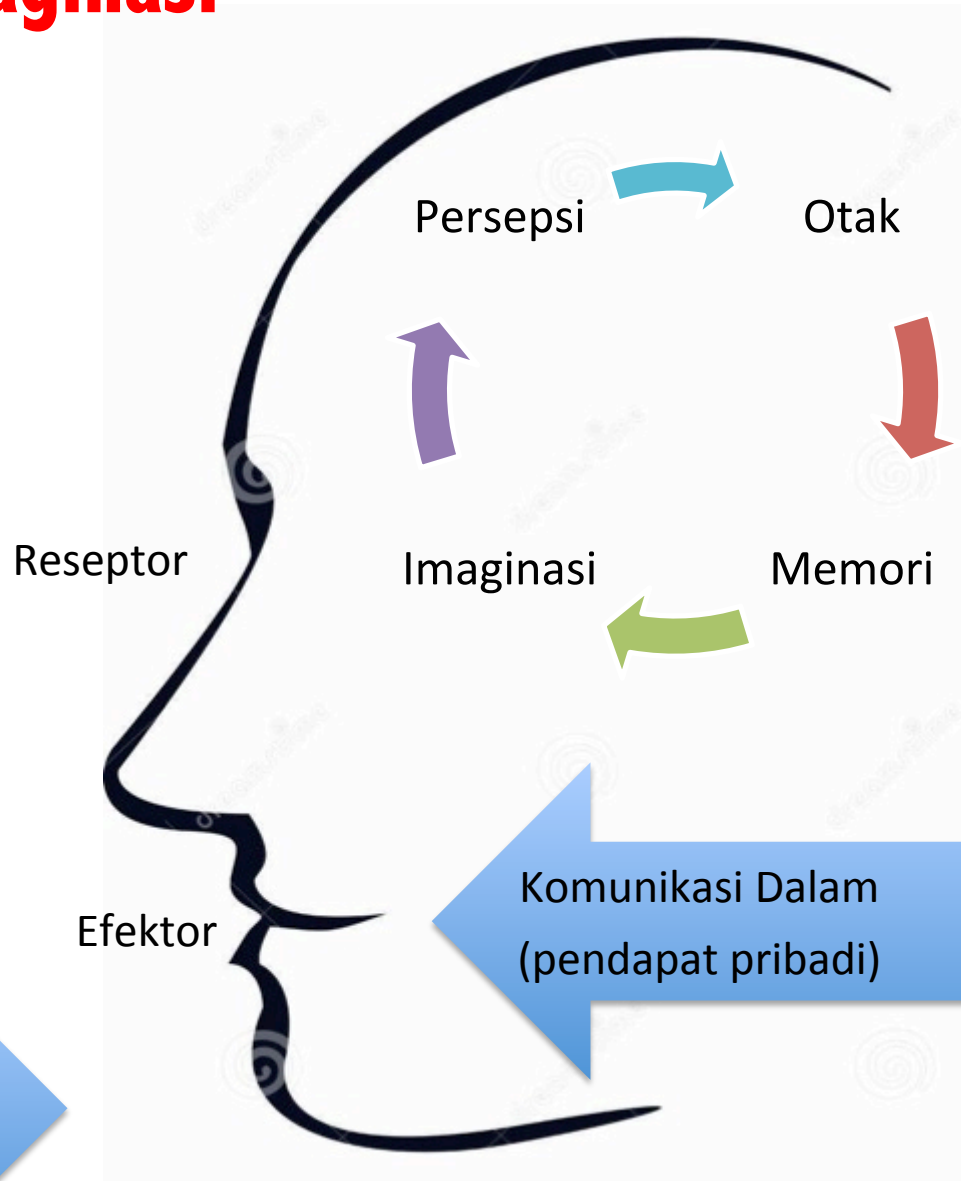 Persepsi
Otak
Reseptor
Imaginasi
Memori
Efektor
Komunikasi Dalam
(pendapat pribadi)